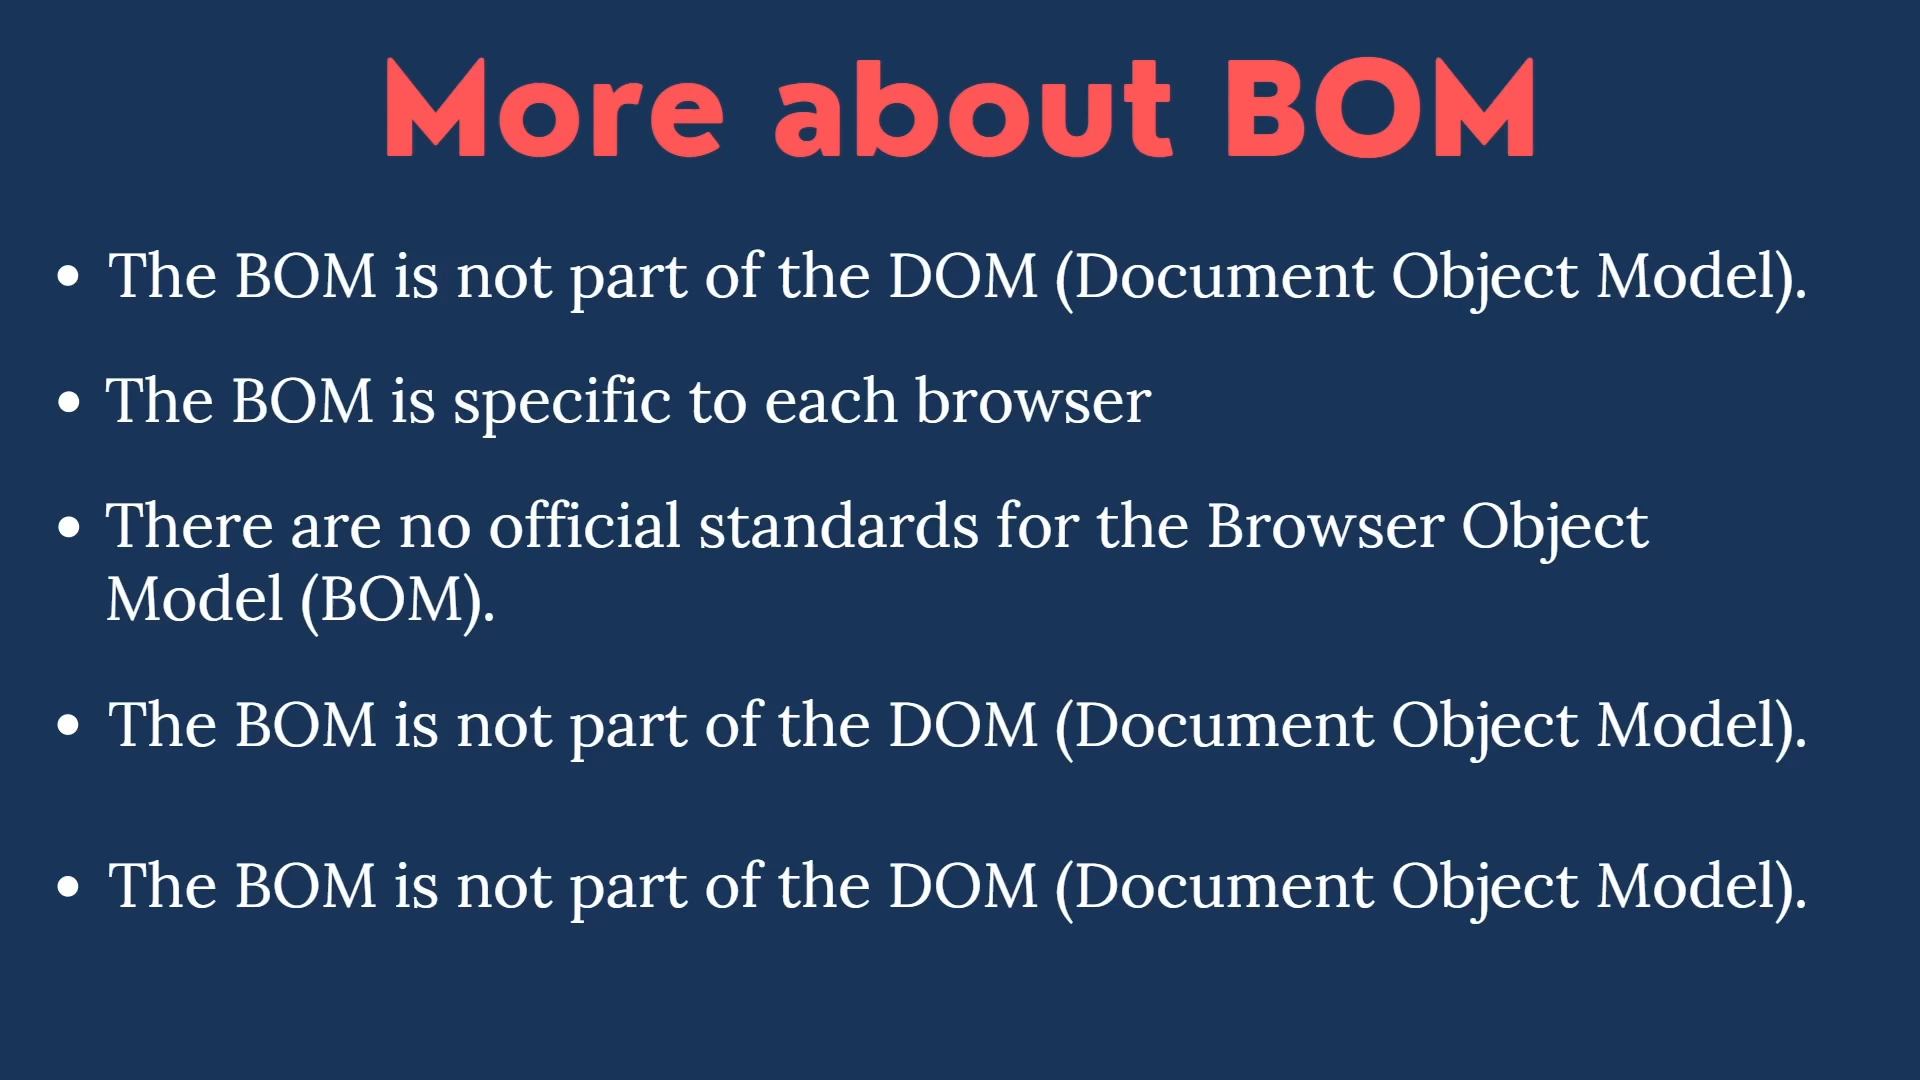 More about BOM
• The BOM is not part of the DOM (Document Object Model).
• The BOM is specific to each browser
• There are no official standards for the Browser Object
Model (BOM).
• The BOM is not part of the DOM (Document Object Model).
• The BOM is not part of the DOM (Document Object Model).